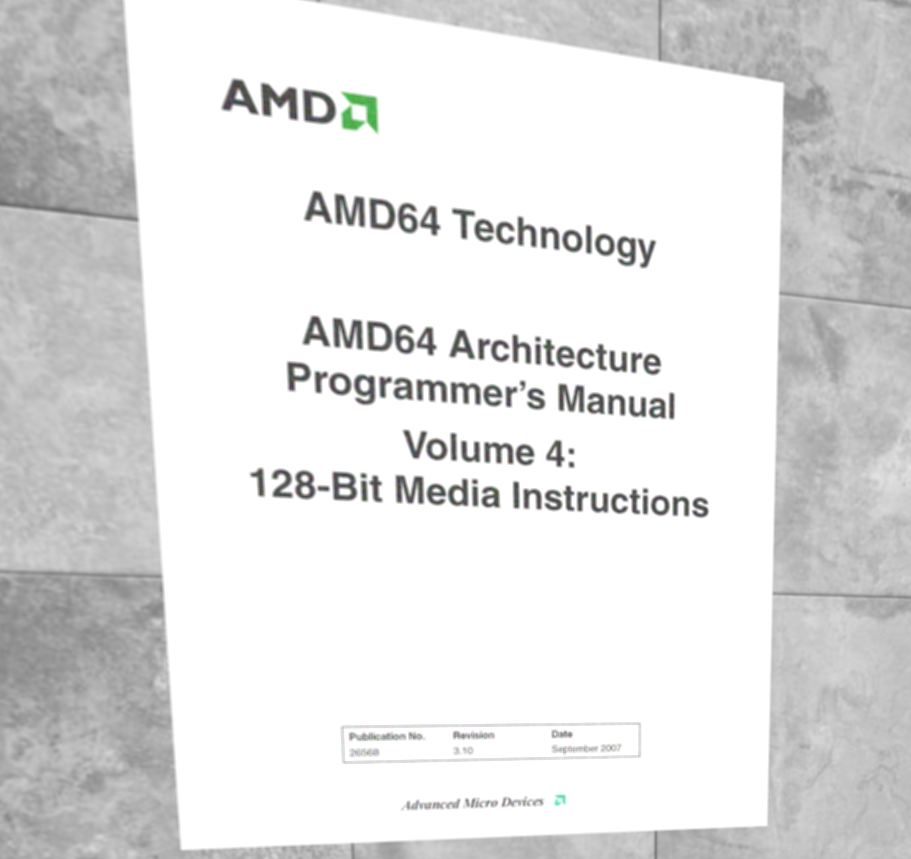 AMD
AMD64 Technology
AMD64 Architecture
Programmer’s Manual
Volume 4:
128-Bit Media Instructions
Publication No. Revision Date
26568 3.10 September 2007
Advanced Micro Devices